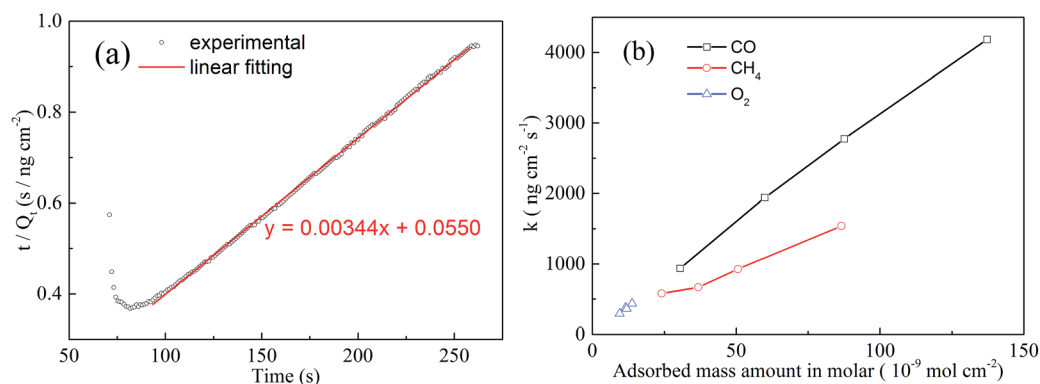 (a)
experimental
linear fitting
y = 0.00344x + 0.0550
1.0
0.8
0.6
0.4
t / Qt (s / ng cm-2)
50
100
150
200
250
Time (s)
(b)
CO
CH4
O2
4000
3000
2000
1000
0
k ( ng cm-2 s-1)
0
50
100
150
Adsorbed mass amount in molar ( 10-9 mol cm-2)